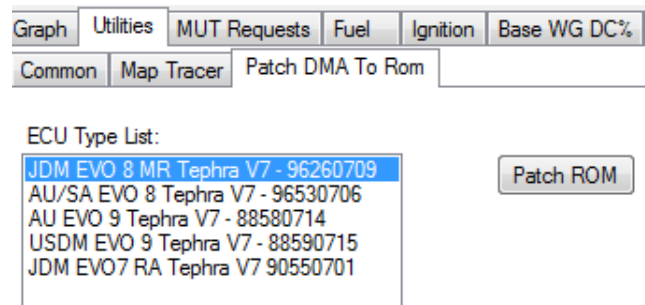 Graph Utilities MUT Requests Fuel Ignition Base WG DC%
Common Map Tracer Patch DMA To Rom
ECU Type List:
JDM EVO 8 MR Tephra V7 - 96260709
Patch ROM
AU/SA EVO 8 Tephra V7 - 96530706
AU EVO 9 Tephra V7 - 88580714
USDM EVO 9 Tephra V7 - 88590715
JDM EVO7 RA Tephra V7 90550701